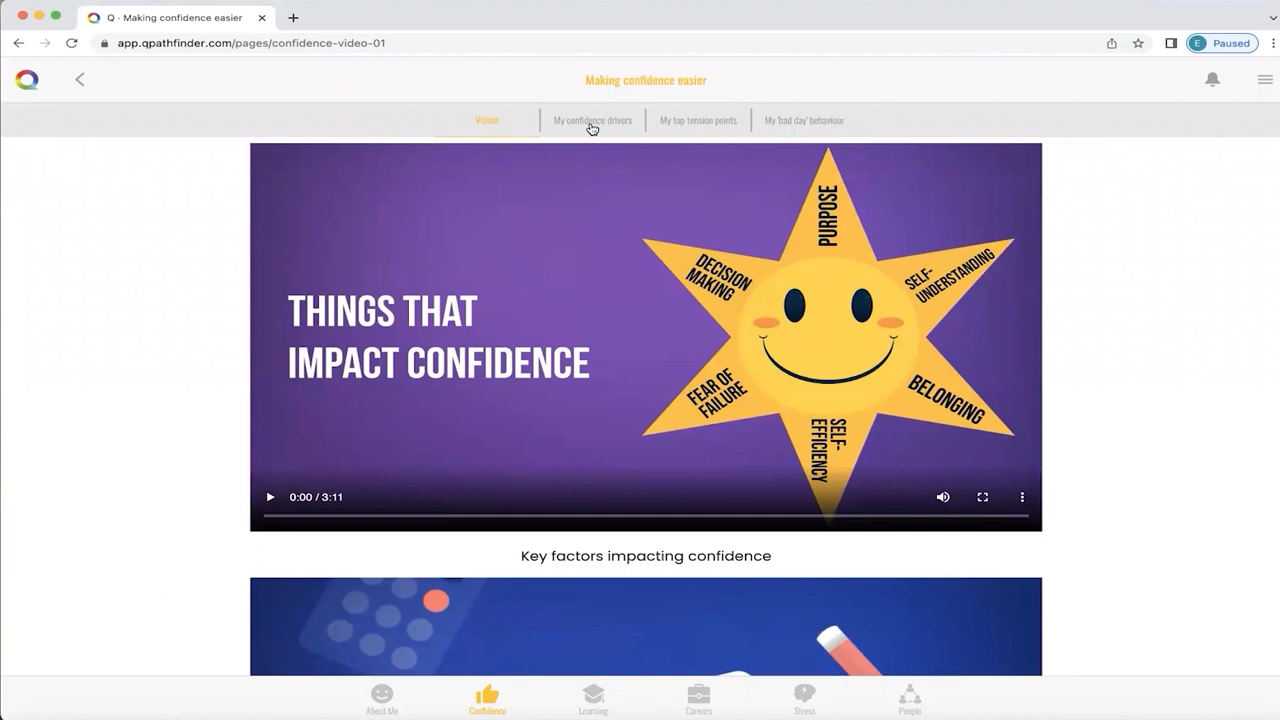 Q - Making confidence easier
app.qpathfinder.com/pages/confidence-video-01
E
Paused
Making confidence easier
Videos
My confidence drivers
My top tension points
My 'bad day' behaviour
THINGS THAT
IMPACT CONFIDENCE
PURPOSE
DECISION
MAKING
SELF-
UNDERSTANDING
FEAR OF
FAILURE
BELONGING
SELF-
EFFICIENCY
0:00 / 3:11
Key factors impacting confidence
About Me
Confidence
Learning
Careers
Stress
People